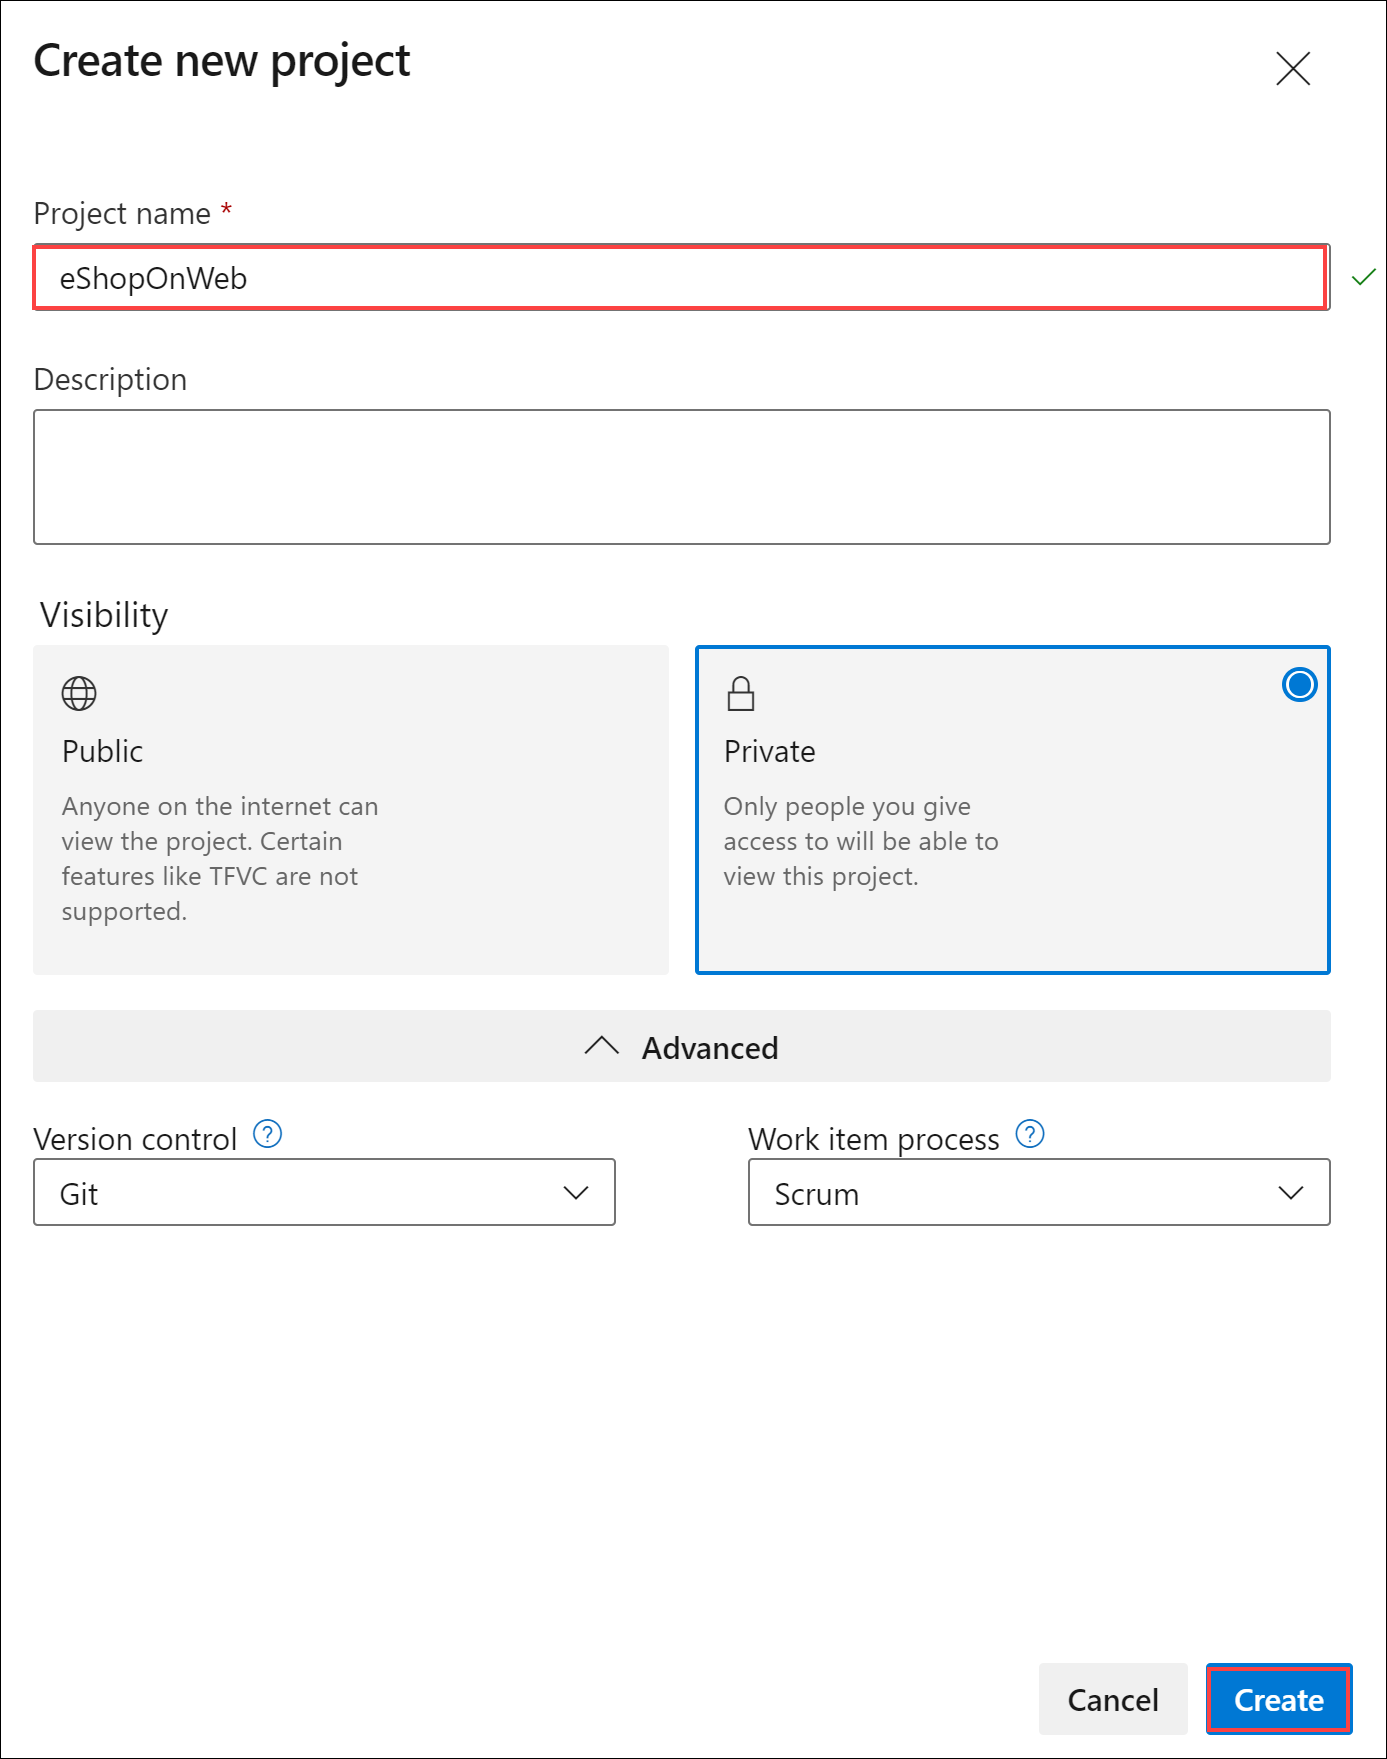 Create new project
Project name *
eShopOnWeb
Description
Visibility
Public
Anyone on the internet can
view the project. Certain
features like TFVC are not
supported.
Private
Only people you give
access to will be able to
view this project.
Advanced
Version control ?
Git
Work item process ?
Scrum
Cancel
Create